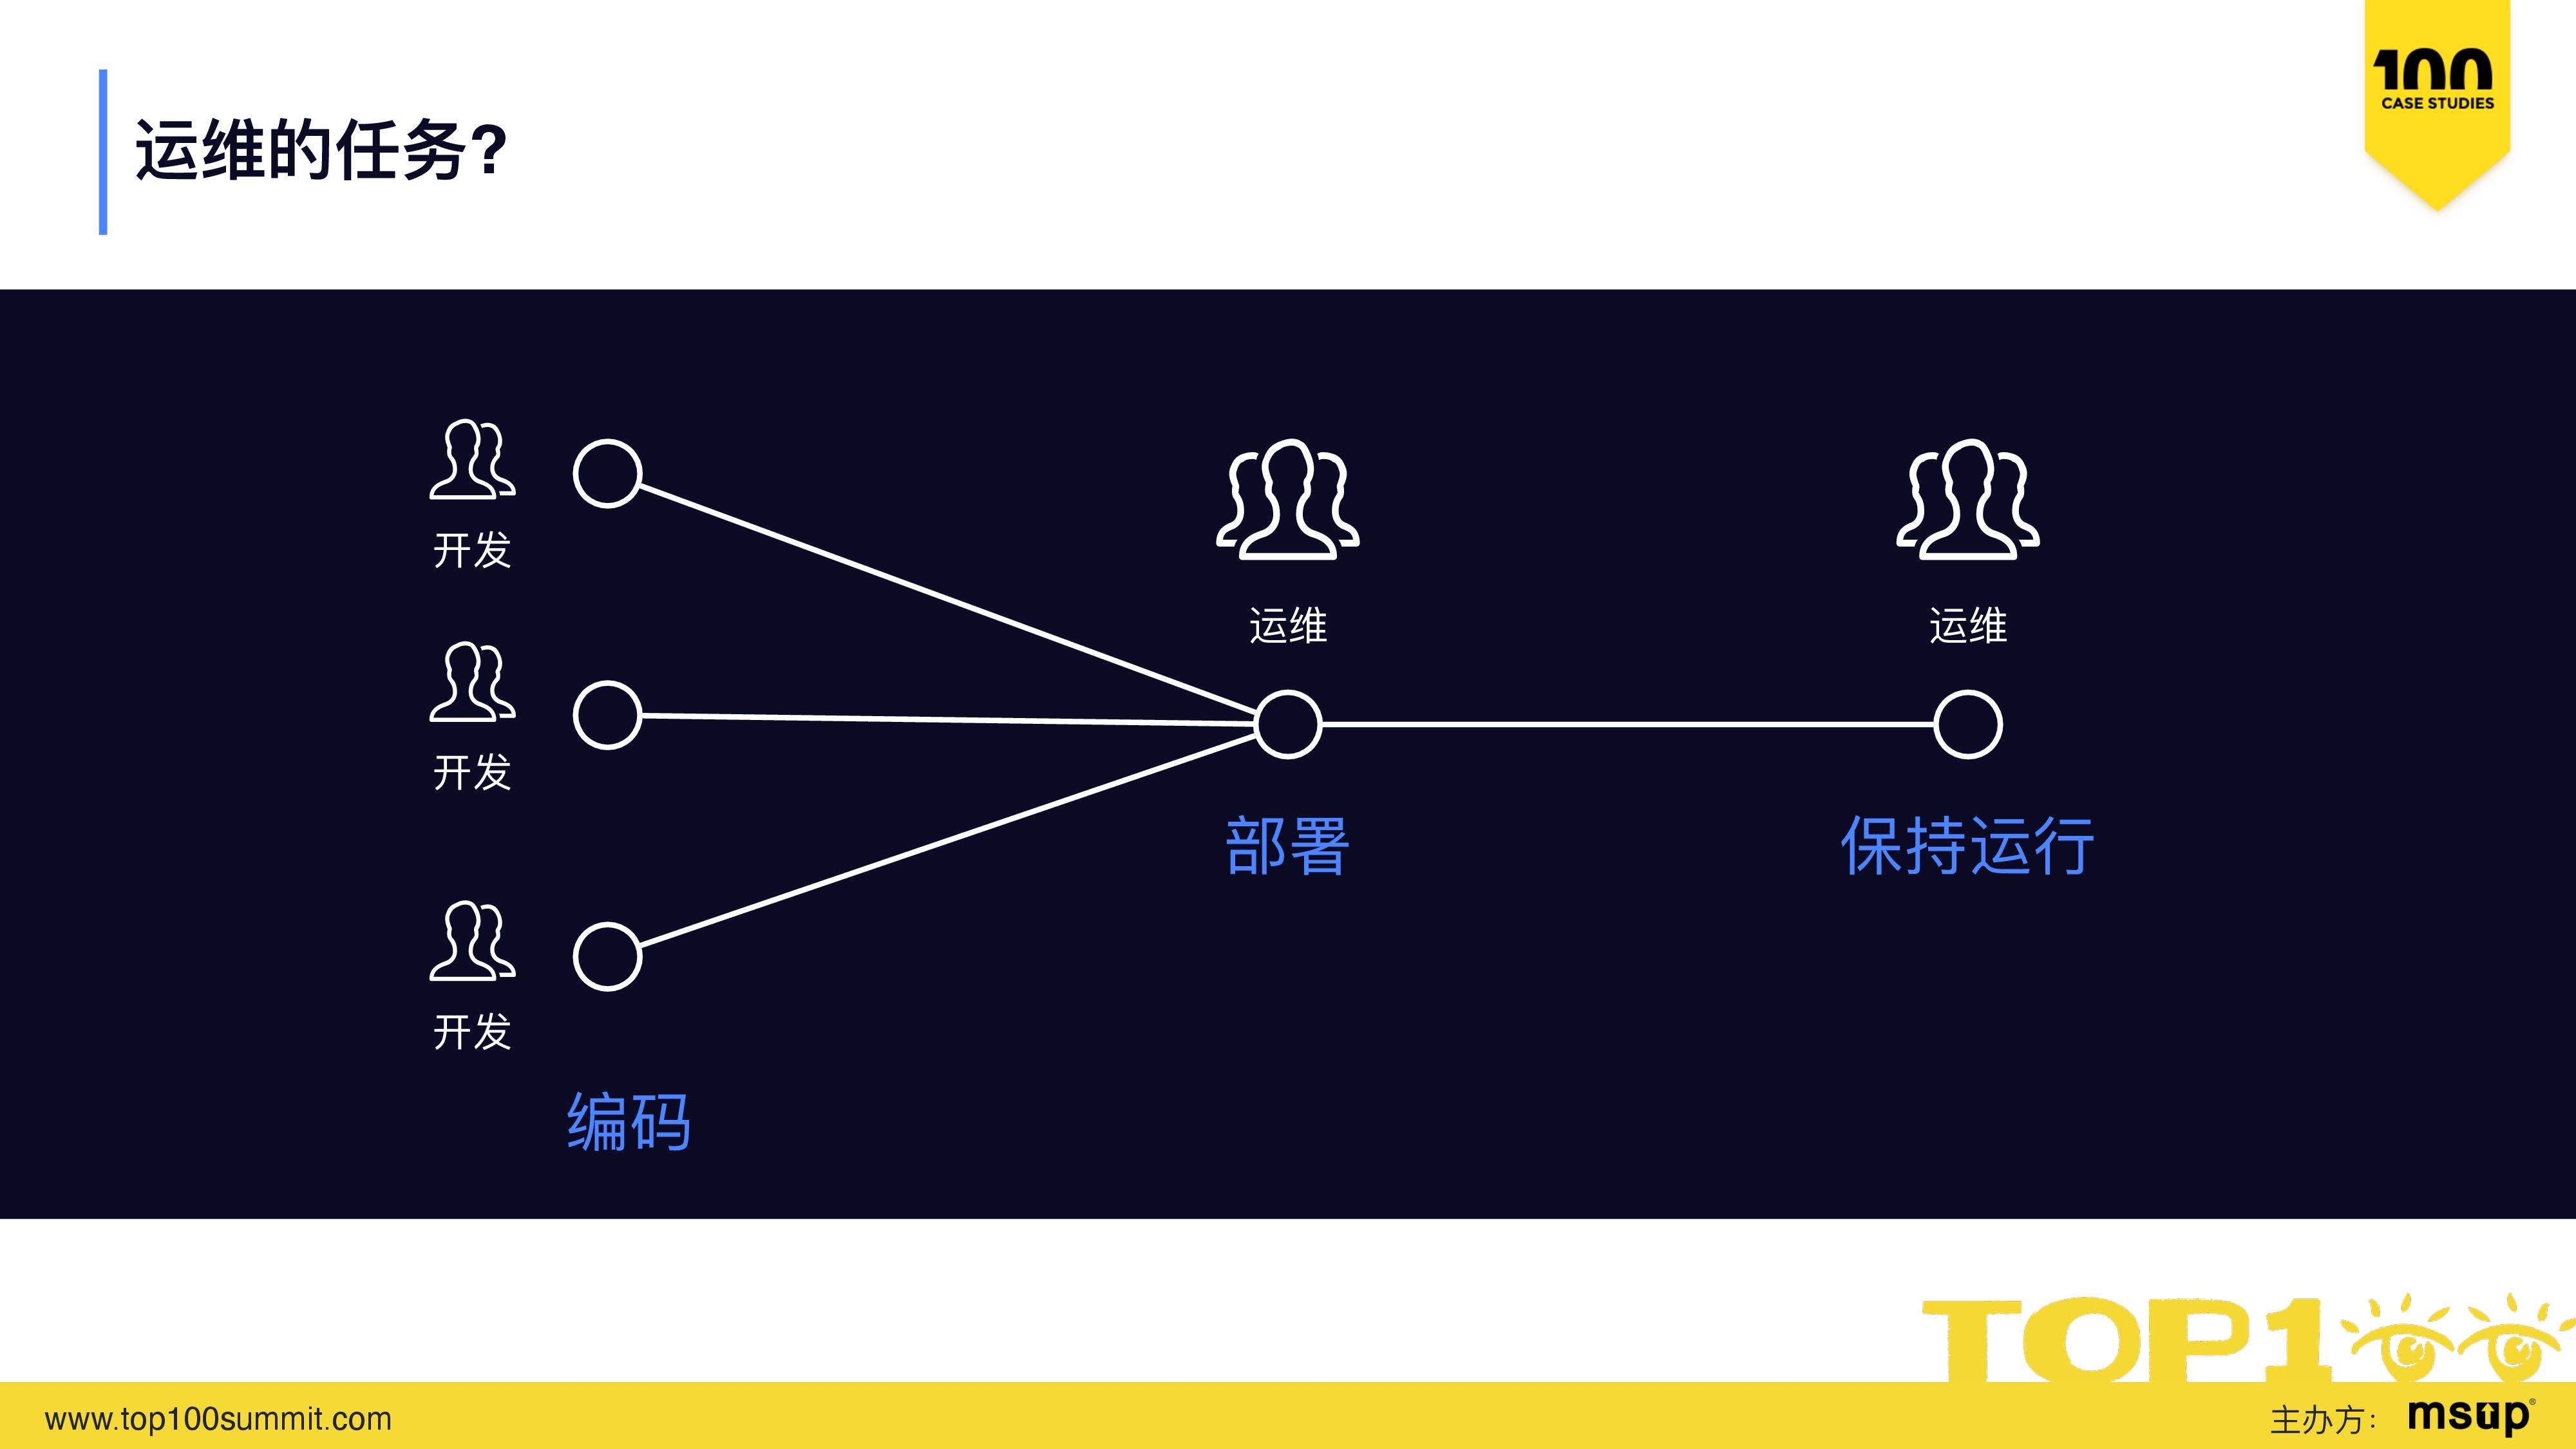 100
CASE STUDIES
运维的任务?
开发
运维
运维
开发
部署
保持运行
开发
编码
TOP100
www.top100summit.com
主办方：
msup®